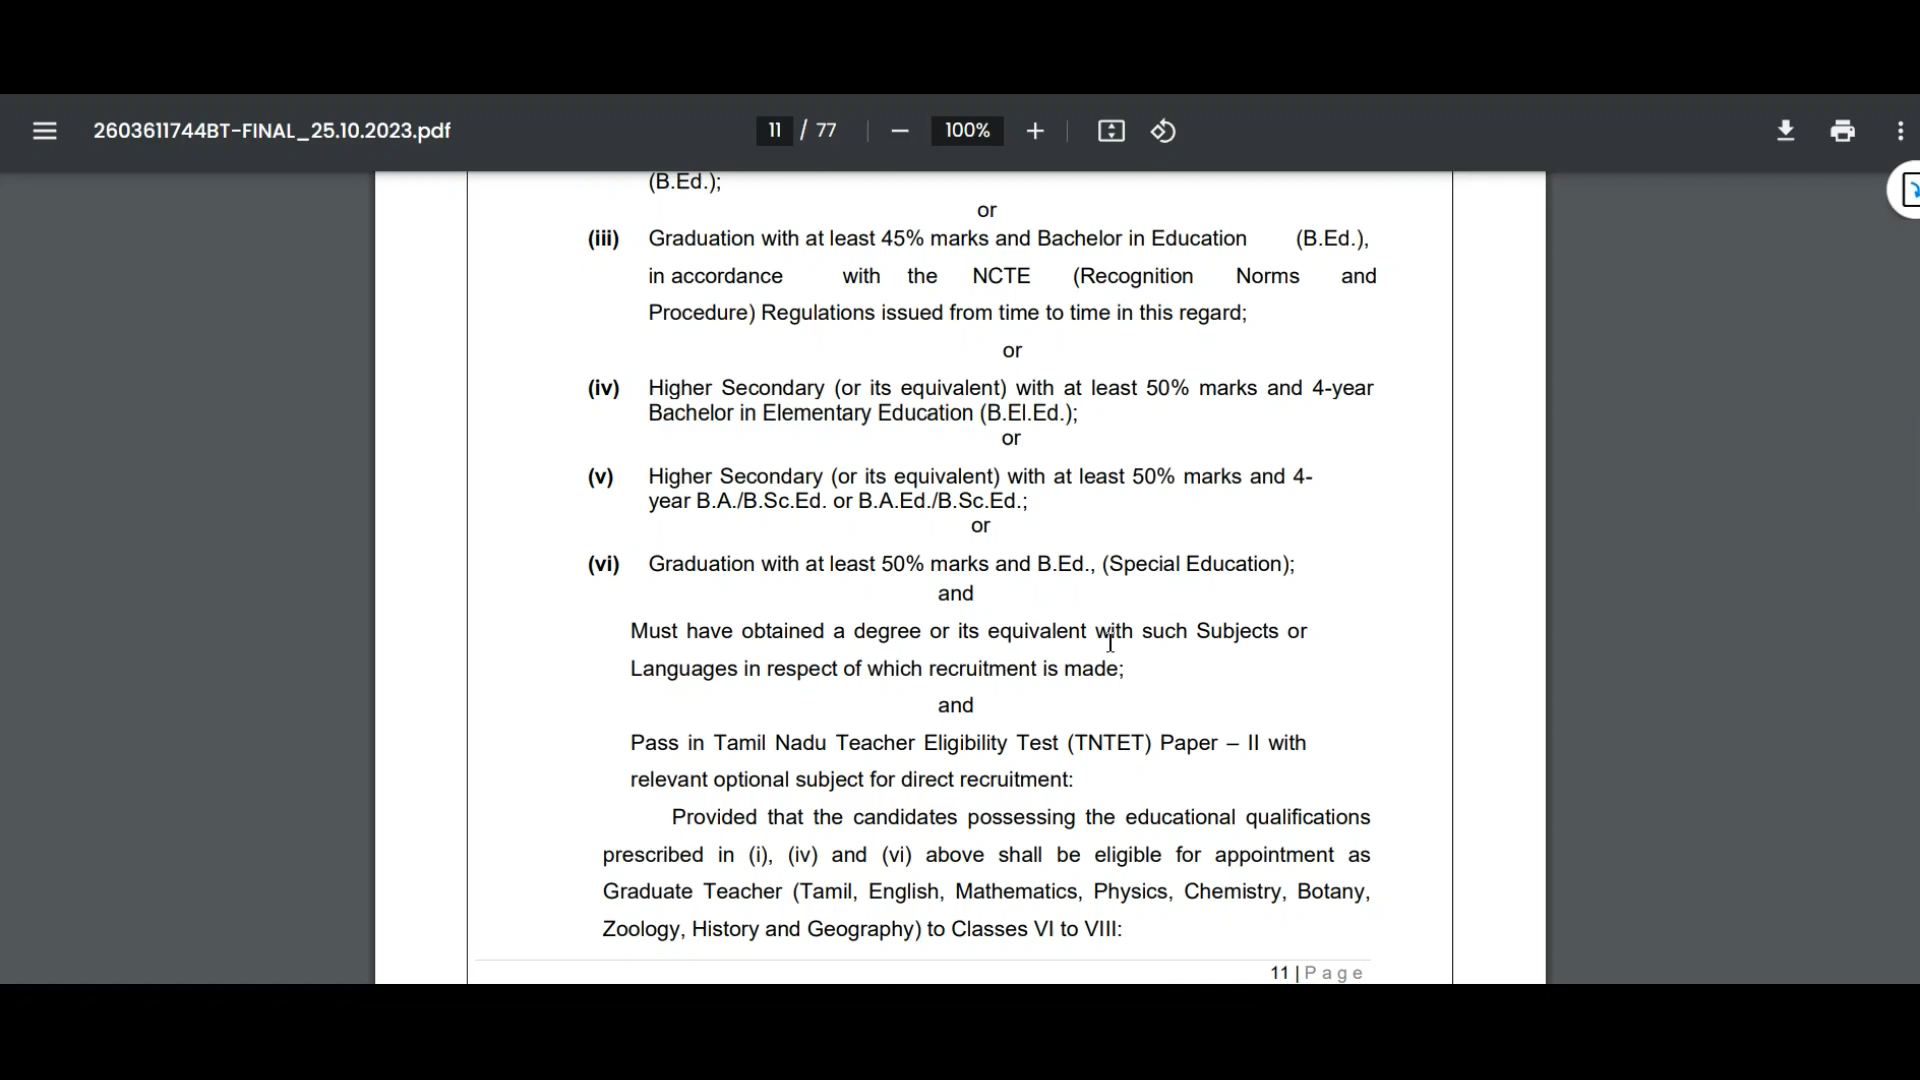 2603611744BT-FINAL_25.10.2023.pdf
11 / 77
100%
(B.Ed.);
or
(iii) Graduation with at least 45% marks and Bachelor in Education (B.Ed.),
in accordance with the NCTE (Recognition Norms and
Procedure) Regulations issued from time to time in this regard;
or
(iv) Higher Secondary (or its equivalent) with at least 50% marks and 4-year
Bachelor in Elementary Education (B.El.Ed.);
or
(v) Higher Secondary (or its equivalent) with at least 50% marks and 4-
year B.A./B.Sc.Ed. or B.A.Ed./B.Sc.Ed.;
or
(vi) Graduation with at least 50% marks and B.Ed., (Special Education);
and
Must have obtained a degree or its equivalent with such Subjects or
Languages in respect of which recruitment is made;
and
Pass in Tamil Nadu Teacher Eligibility Test (TNTET) Paper – II with
relevant optional subject for direct recruitment:
Provided that the candidates possessing the educational qualifications
prescribed in (i), (iv) and (vi) above shall be eligible for appointment as
Graduate Teacher (Tamil, English, Mathematics, Physics, Chemistry, Botany,
Zoology, History and Geography) to Classes VI to VIII:
11 | Page